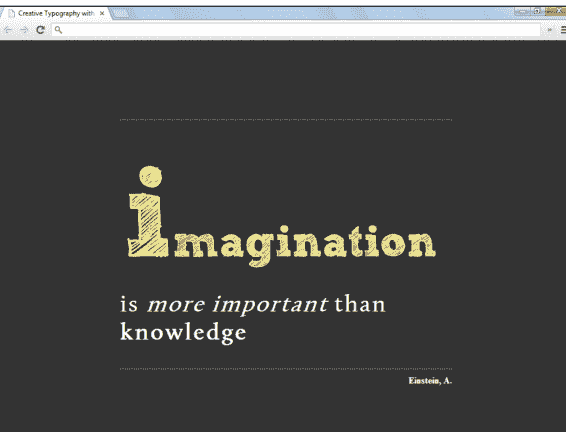 Creative Typography with
imagination
is more important than
knowledge
Einstein, A.